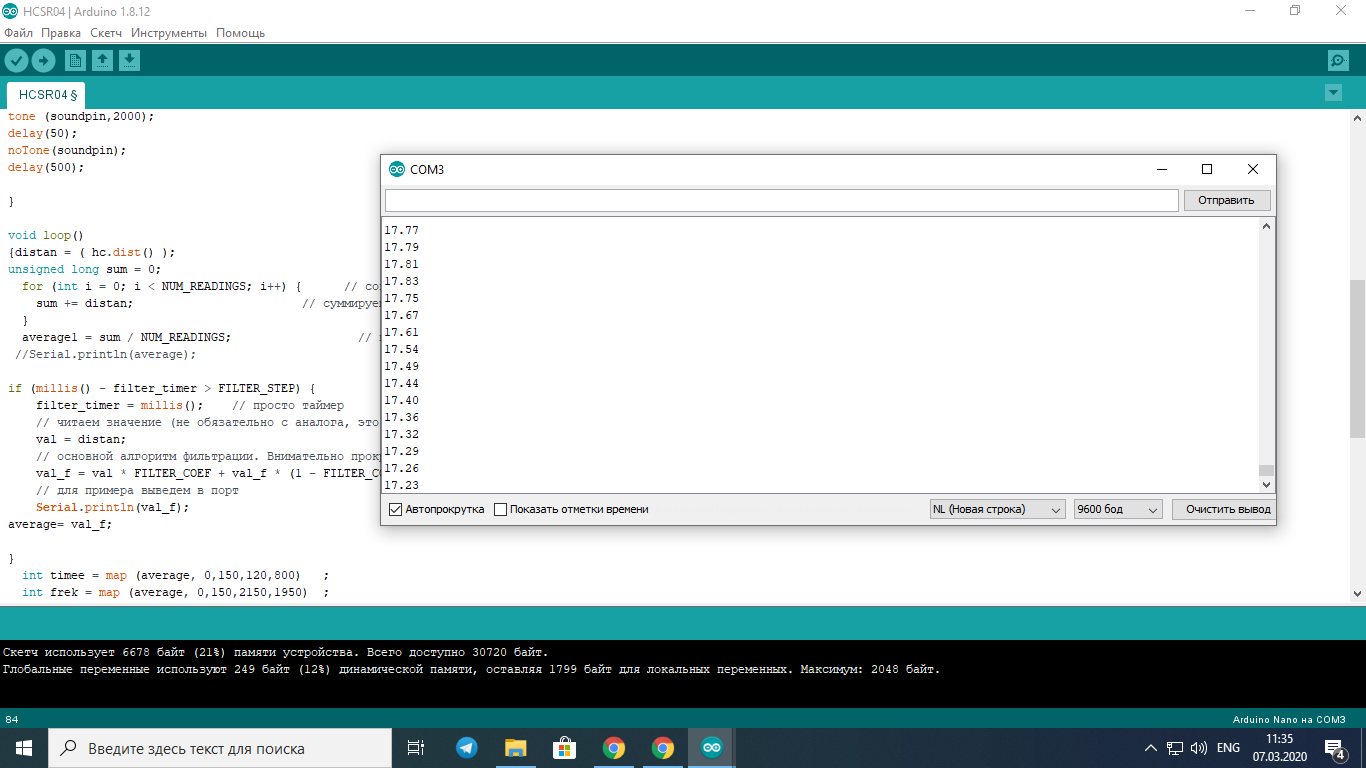 HCSR04 | Arduino 1.8.12
Файл Правка Скетч Инструменты Помощь
HCSR04 §
tone (soundpin,2000);
delay(50);
noTone(soundpin);
delay(500);
}
void loop()
{distan = ( hc.dist() );
unsigned long sum = 0;
for (int i = 0; i < NUM_READINGS; i++) { //
sum += distan; //
}
average1 = sum / NUM_READINGS; //
//Serial.println(average);
if (millis() - filter_timer > FILTER_STEP) {
filter_timer = millis(); // просто таймер
// читаем значение (не обязательно с аналога, это
val = distan;
// основной алгоритм фильтрации. Внимательно
val_f = val * FILTER_COEF + val_f * (1 - FILTER_CO
// для примера выведем в порт
Serial.println(val_f);
average= val_f;
}
int timee = map (average, 0,150,120,800) ;
int frek = map (average, 0,150,2150,1950) ;
COM3
Отправить
17.77
17.79
17.81
17.83
17.75
17.67
17.61
17.54
17.49
17.44
17.40
17.36
17.32
17.29
17.26
17.23
Автопрокрутка Показать отметки времени NL (Новая строка) 9600 бод Очистить вывод
Скетч использует 6678 байт (21%) памяти устройства. Всего доступно 30720 байт.
Глобальные переменные используют 249 байт (12%) динамической памяти, оставляя 1799 байт для локальных переменных. Максимум: 2048 байт.
84 Arduino Nano на COM3
Введите здесь текст для поиска
ENG
11:35
07.03.2020
4